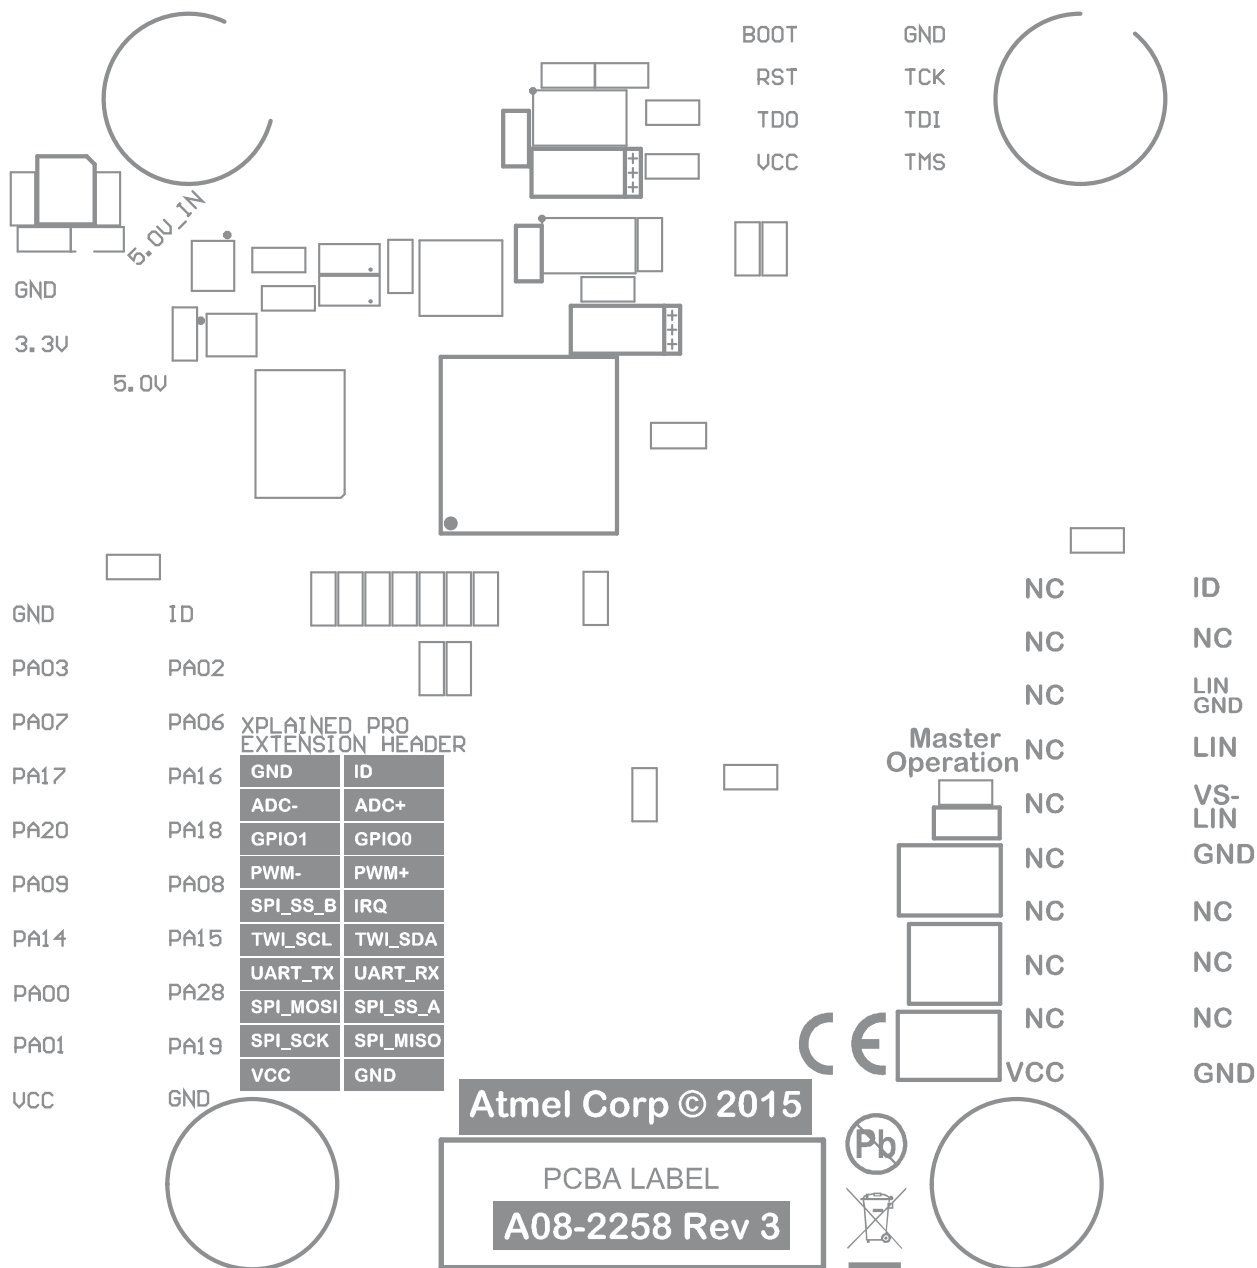 BOOT GND
RST TCK
TDO TDI
VCC TMS
5.0V_IN
GND
3.3V
5.0V
GND ID
PA03 PA02
PA07 PA06
PA17 PA16
PA20 PA18
PA09 PA08
PA14 PA15
PA00 PA28
PA01 PA19
VCC GND
XPLAINED PRO
EXTENSION HEADER
GND ID
ADC- ADC+
GPIO1 GPIO0
PWM- PWM+
SPI_SS_B IRQ
TWI_SCL TWI_SDA
UART_TX UART_RX
SPI_MOSI SPI_SS_A
SPI_SCK SPI_MISO
VCC GND
Master
Operation
NC ID
NC NC
NC LIN
GND
NC LIN
NC VS-
LIN
NC GND
NC NC
NC NC
NC NC
VCC GND
CE
Atmel Corp © 2015
Pb
PCBA LABEL
A08-2258 Rev 3